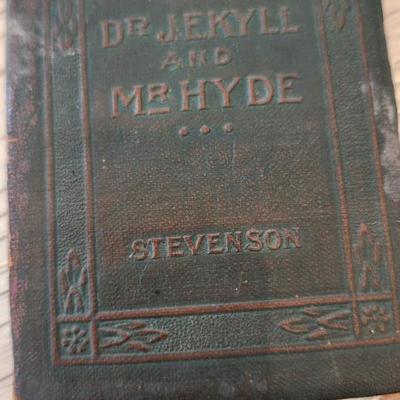 DR JEKYLL
AND
MR HYDE
STEVENSON